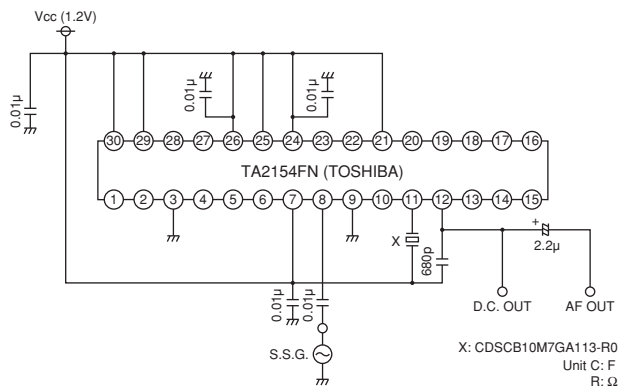 Vcc (1.2V)
0.01μ
0.01μ
0.01μ
30 29 28 27 26 25 24 23 22 21 20 19 18 17 16
TA2154FN (TOSHIBA)
1 2 3 4 5 6 7 8 9 10 11 12 13 14 15
X
680p
+
2.2μ
0.01μ
0.01μ
D.C. OUT
AF OUT
S.S.G.
X: CDSCB10M7GA113-R0
Unit C: F
R: Ω